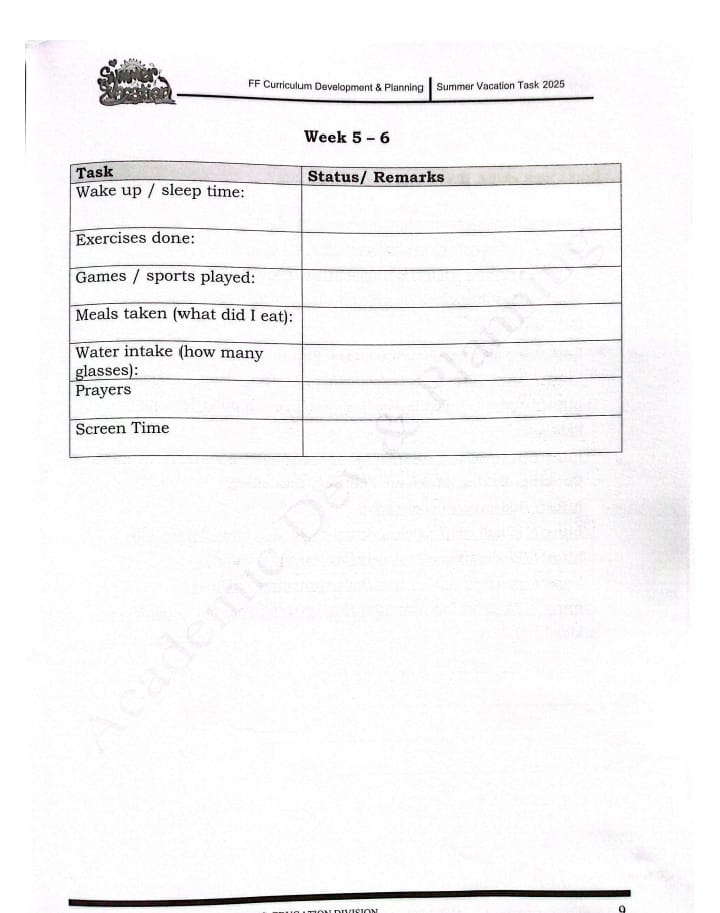 Summer
Vacation
FF Curriculum Development & Planning Summer Vacation Task 2025
Week 5 – 6
Task Status/ Remarks
Wake up / sleep time:
Exercises done:
Games / sports played:
Meals taken (what did I eat):
Water intake (how many
glasses):
Prayers
Screen Time
Academic Dev & Planning
EDUCATION DIVISION
9